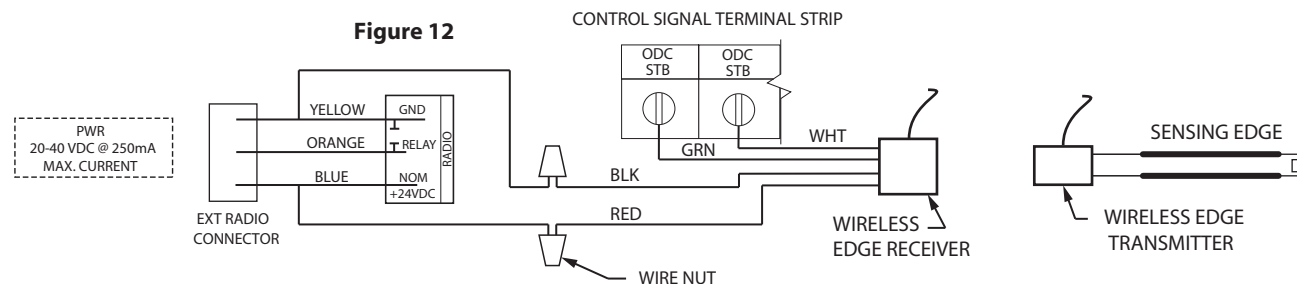 Figure 12
CONTROL SIGNAL TERMINAL STRIP
ODC
STB
ODC
STB
PWR
20-40 VDC @ 250mA
MAX. CURRENT
YELLOW
GND
ORANGE
RELAY
RADIO
BLUE
NOM
+24VDC
EXT RADIO
CONNECTOR
WHT
GRN
BLK
RED
WIRE NUT
WIRELESS
EDGE RECEIVER
SENSING EDGE
WIRELESS EDGE
TRANSMITTER